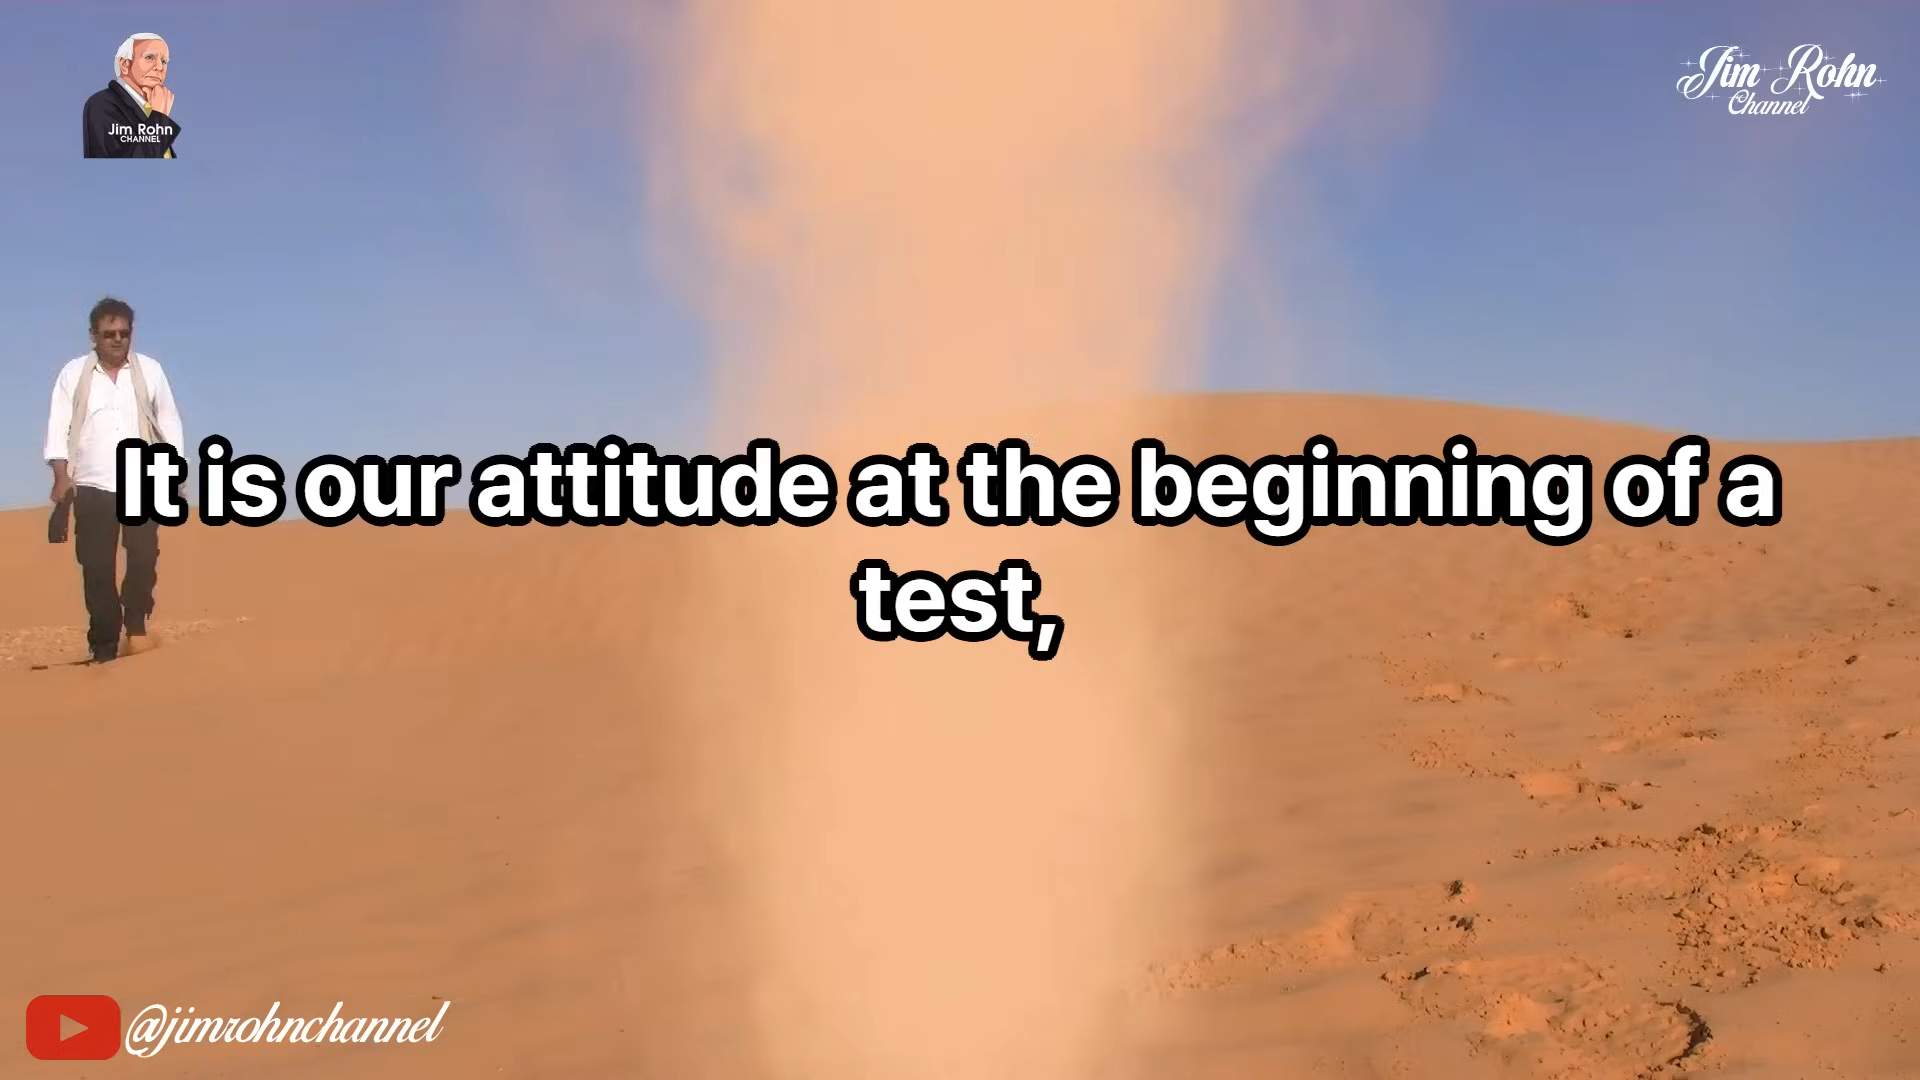 Jim Rohn
CHANNEL
Jim Rohn
Channel
It is our attitude at the beginning of a
test,
@jimrohnchannel